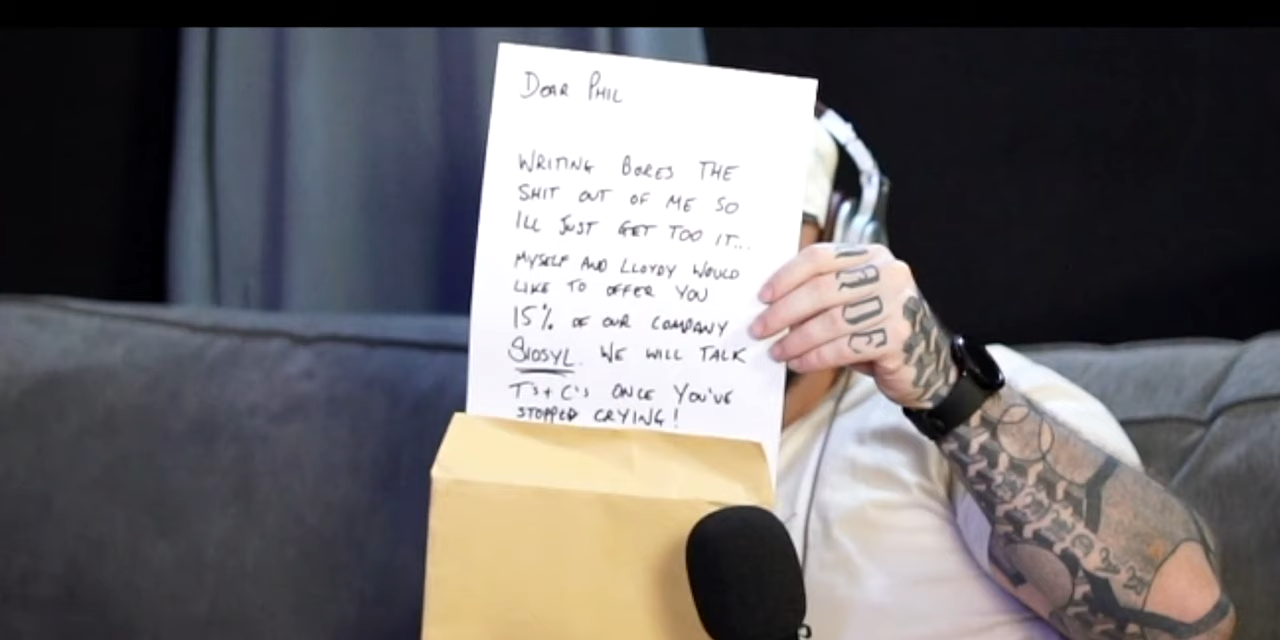 DEAR PHIL
WRITING BORES THE
SHIT OUT OF ME SO
ILL JUST GET TOO IT...
MYSELF AND LLOYDY WOULD
LIKE TO OFFER YOU
15% OF OUR COMPANY
SIOSYL. WE WILL TALK
T's + C's ONCE YOU'VE
STOPPED CRYING!
MADE